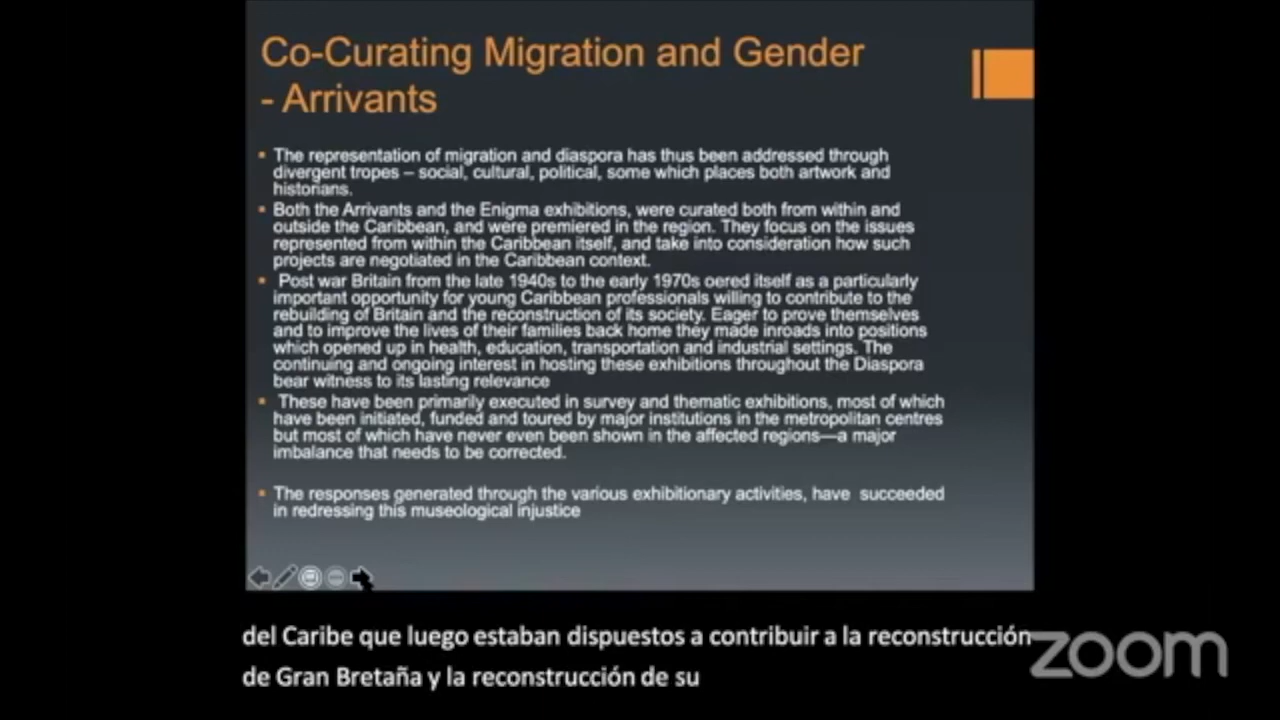 Co-Curating Migration and Gender
- Arrivants
▪ The representation of migration and diaspora has thus been addressed through
divergent tropes – social, cultural, political, some which places both artwork and
historians.
▪ Both the Arrivants and the Enigma exhibitions, were curated both from within and
outside the Caribbean, and were premiered in the region. They focus on the issues
represented from within the Caribbean itself, and take into consideration how such
projects are negotiated in the Caribbean context.
▪ Post war Britain from the late 1940s to the early 1970s oered itself as a particularly
important opportunity for young Caribbean professionals willing to contribute to the
rebuilding of Britain and the reconstruction of its society. Eager to prove themselves
and to improve the lives of their families back home they made inroads into positions
which opened up in health, education, transportation and industrial settings. The
continuing and ongoing interest in hosting these exhibitions throughout the Diaspora
bear witness to its lasting relevance
▪ These have been primarily executed in survey and thematic exhibitions, most of which
have been initiated, funded and toured by major institutions in the metropolitan centres
but most of which have never even been shown in the affected regions—a major
imbalance that needs to be corrected.
▪ The responses generated through the various exhibitionary activities, have succeeded
in redressing this museological injustice
del Caribe que luego estaban dispuestos a contribuir a la reconstrucción
de Gran Bretaña y la reconstrucción de su
zoom